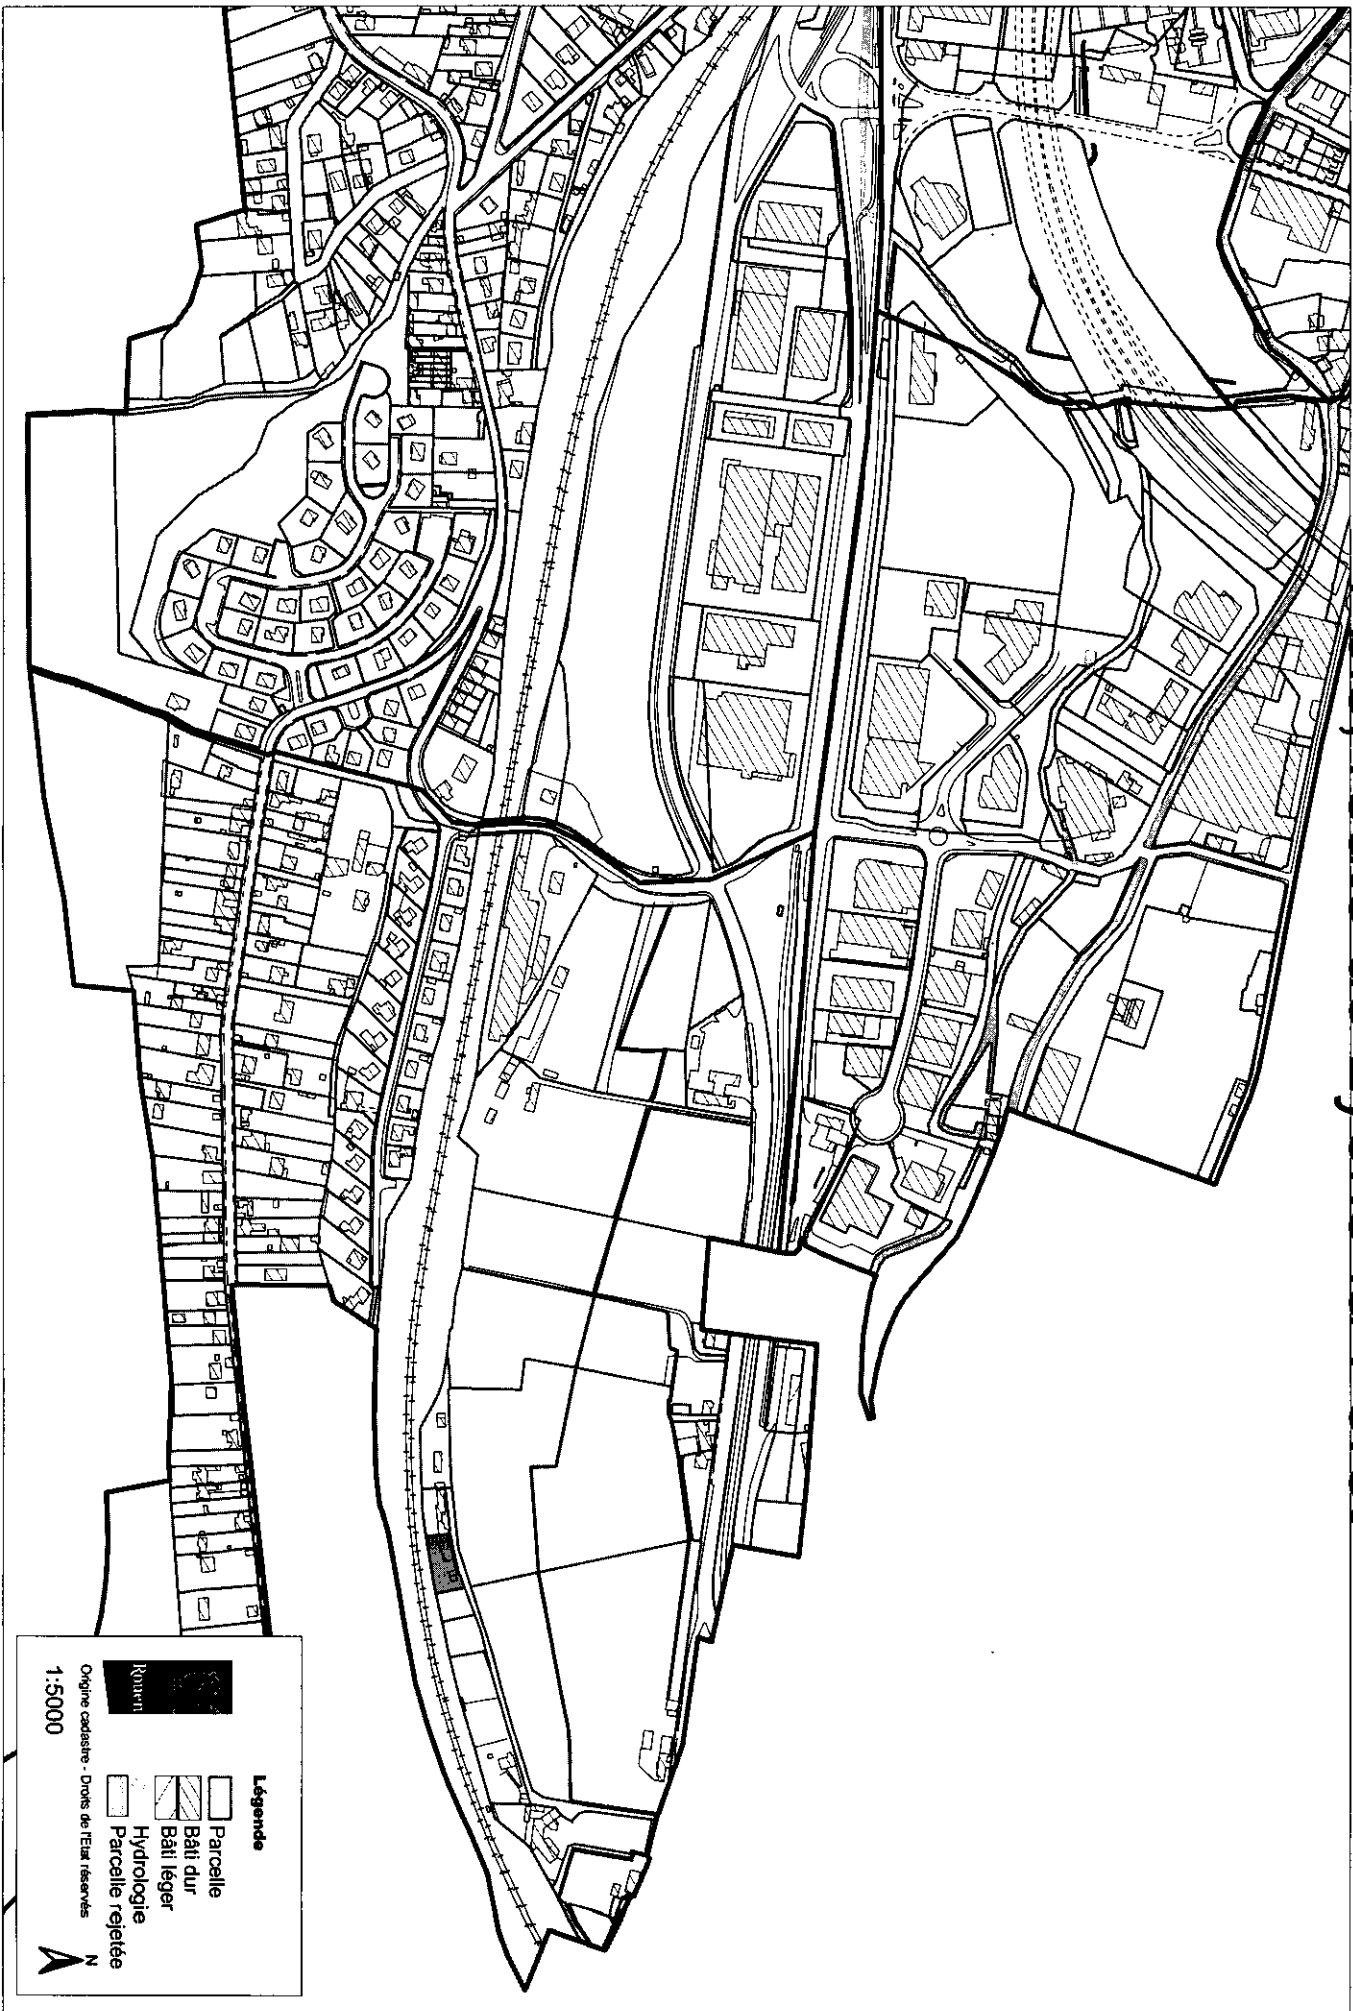 Légende
Parcelle
Bâti dur
Bâti léger
Hydrologie
Parcelle rejetée
Rouen
Origine cadastre - Droits de l'Etat réservés
1:5000
N